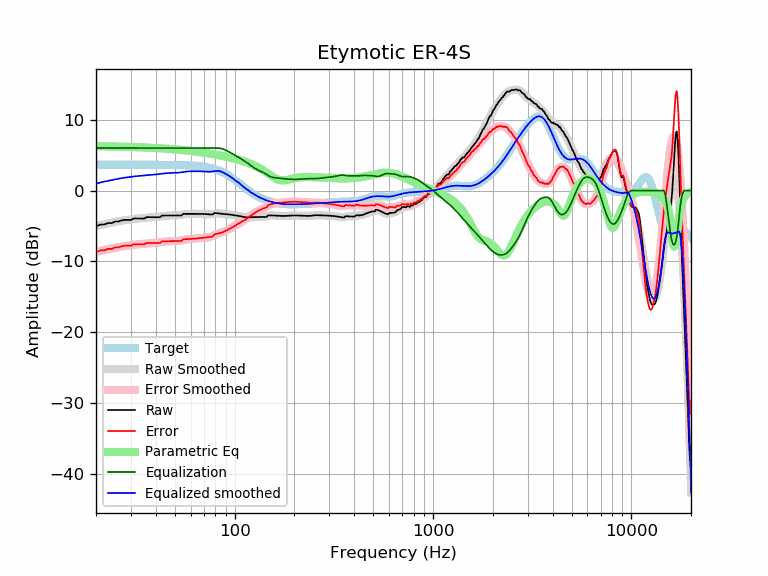 Etymotic ER-4S
Amplitude (dBr)
10
0
−10
−20
−30
−40
Target
Raw Smoothed
Error Smoothed
Raw
Error
Parametric Eq
Equalization
Equalized smoothed
100
1000
10000
Frequency (Hz)